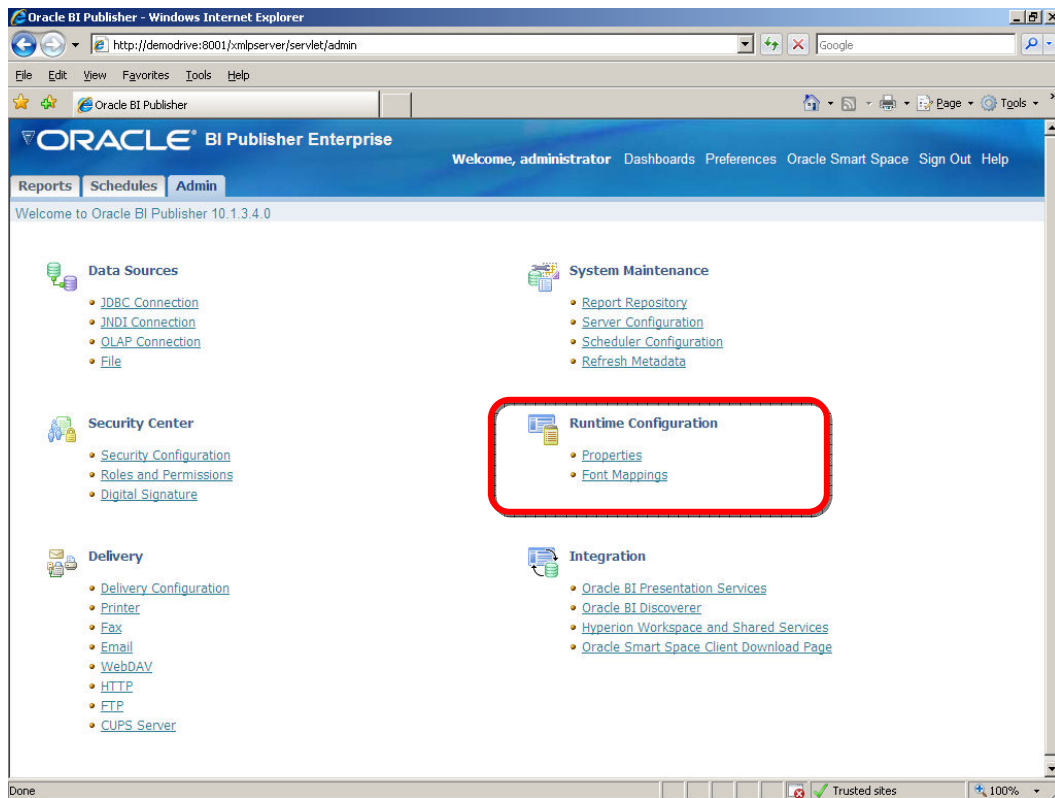 Oracle BI Publisher - Windows Internet Explorer
http://demodrive:8001/xmlpserver/servlet/admin
Google
File Edit View Favorites Tools Help
Oracle BI Publisher
Page Tools
ORACLE BI Publisher Enterprise
Welcome, administrator Dashboards Preferences Oracle Smart Space Sign Out Help
Reports Schedules Admin
Welcome to Oracle BI Publisher 10.1.3.4.0
Data Sources
JDBC Connection
JNDI Connection
OLAP Connection
File
System Maintenance
Report Repository
Server Configuration
Scheduler Configuration
Refresh Metadata
Security Center
Security Configuration
Roles and Permissions
Digital Signature
Runtime Configuration
Properties
Font Mappings
Delivery
Delivery Configuration
Printer
Fax
Email
WebDAV
HTTP
FTP
CUPS Server
Integration
Oracle BI Presentation Services
Oracle BI Discoverer
Hyperion Workspace and Shared Services
Oracle Smart Space Client Download Page
Done
Trusted sites
100%